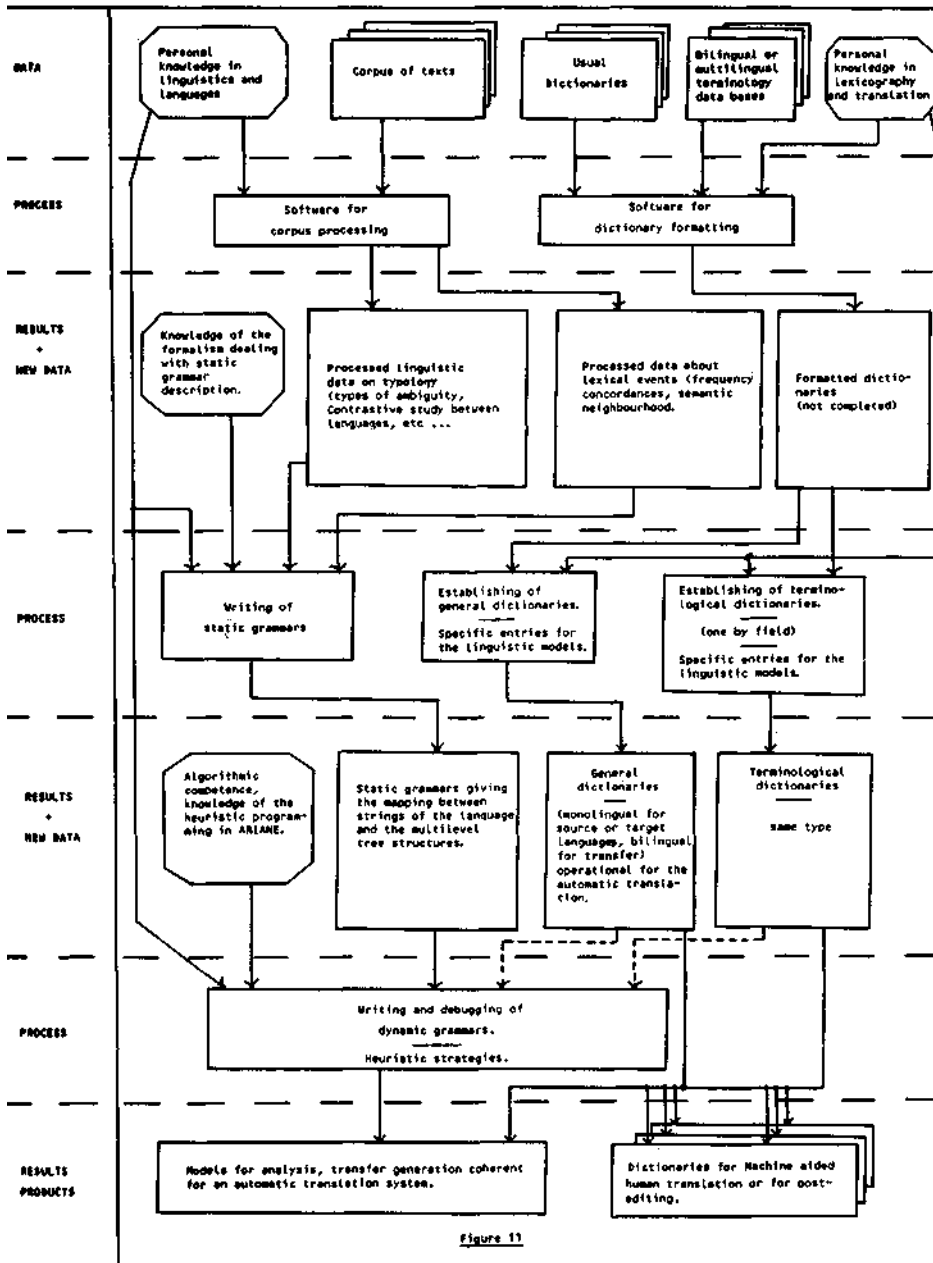 DATA
Personal
knowledge in
linguistics and
languages
Corpus of texts
Usual
Dictionaries
Bilingual or
multilingual
terminology
data bases
Personal
knowledge in
lexicography
and translation
PROCESS
Software for
corpus processing
Software for
dictionary formatting
RESULTS
+
NEW DATA
Knowledge of the
formalism dealing
with static
grammar
description.
Processed linguistic
data on typology
(types of ambiguity,
Contrastive study between
languages, etc ...
Processed data about
lexical events (frequency
concordances, semantic
neighbourhood.
Formatted dictio-
naries
(not completed)
PROCESS
Writing of
static grammars
Establishing of
general dictionaries.
Specific entries for
the linguistic models.
Establishing of termino-
logical dictionaries.
(one by field)
Specific entries for the
linguistic models.
RESULTS
+
NEW DATA
Algorithmic
competence,
knowledge of the
heuristic program-
ming in ARIANE.
Static grammars giving
the mapping between
strings of the language
and the multilevel
tree structures.
General
dictionaries
(monolingual for
source or target
languages, bilingual
for transfer)
operational for the
automatic transla-
tion.
Terminological
dictionaries
same type
PROCESS
Writing and debugging of
dynamic grammars.
Heuristic strategies.
RESULTS
PRODUCTS
Models for analysis, transfer generation coherent
for an automatic translation system.
Dictionaries for Machine aided
human translation or for post-
editing.
Figure 11